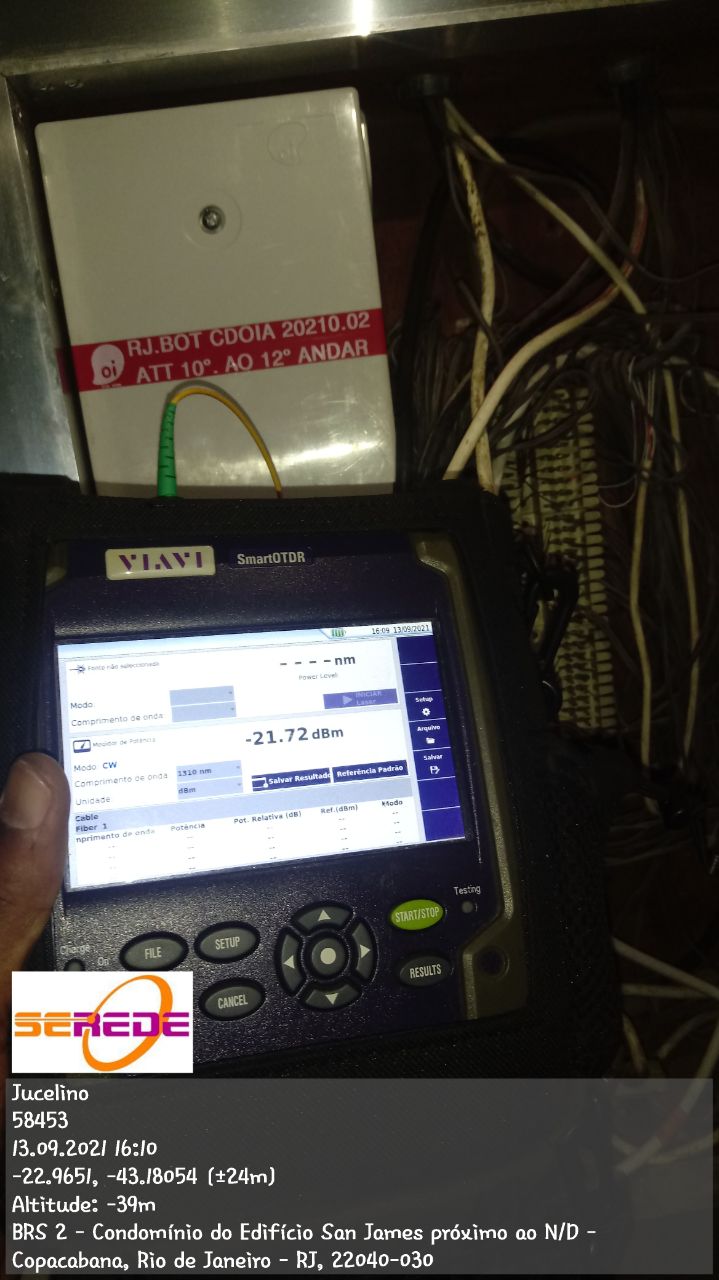 oi
RJ.BOT CDOIA 20210.02
ATT 10º. AO 12º ANDAR
VIAVI SmartOTDR
16:09 13/09/2021
Fonte não seleccionada
- - - - nm
Power Level:
Modo
Comprimento de onda
INICIAR Laser
Setup
Medidor de Potência
-21.72 dBm
Arquivo
Modo CW
Comprimento de onda 1310 nm
Salvar Resultado Referência Padrão
Salvar
Unidade dBm
Cable
Fiber 1
mprimento de onda Potência Pot. Relativa (dB) Ref.(dBm) Modo
-- -- -- -- --
-- -- -- -- --
Testing
START/STOP
Charge
On
FILE SETUP
RESULTS
CANCEL
SEREDE
Jucelino
58453
13.09.2021 16:10
-22.9651, -43.18054 (±24m)
Altitude: -39m
BRS 2 - Condomínio do Edifício San James próximo ao N/D -
Copacabana, Rio de Janeiro - RJ, 22040-030